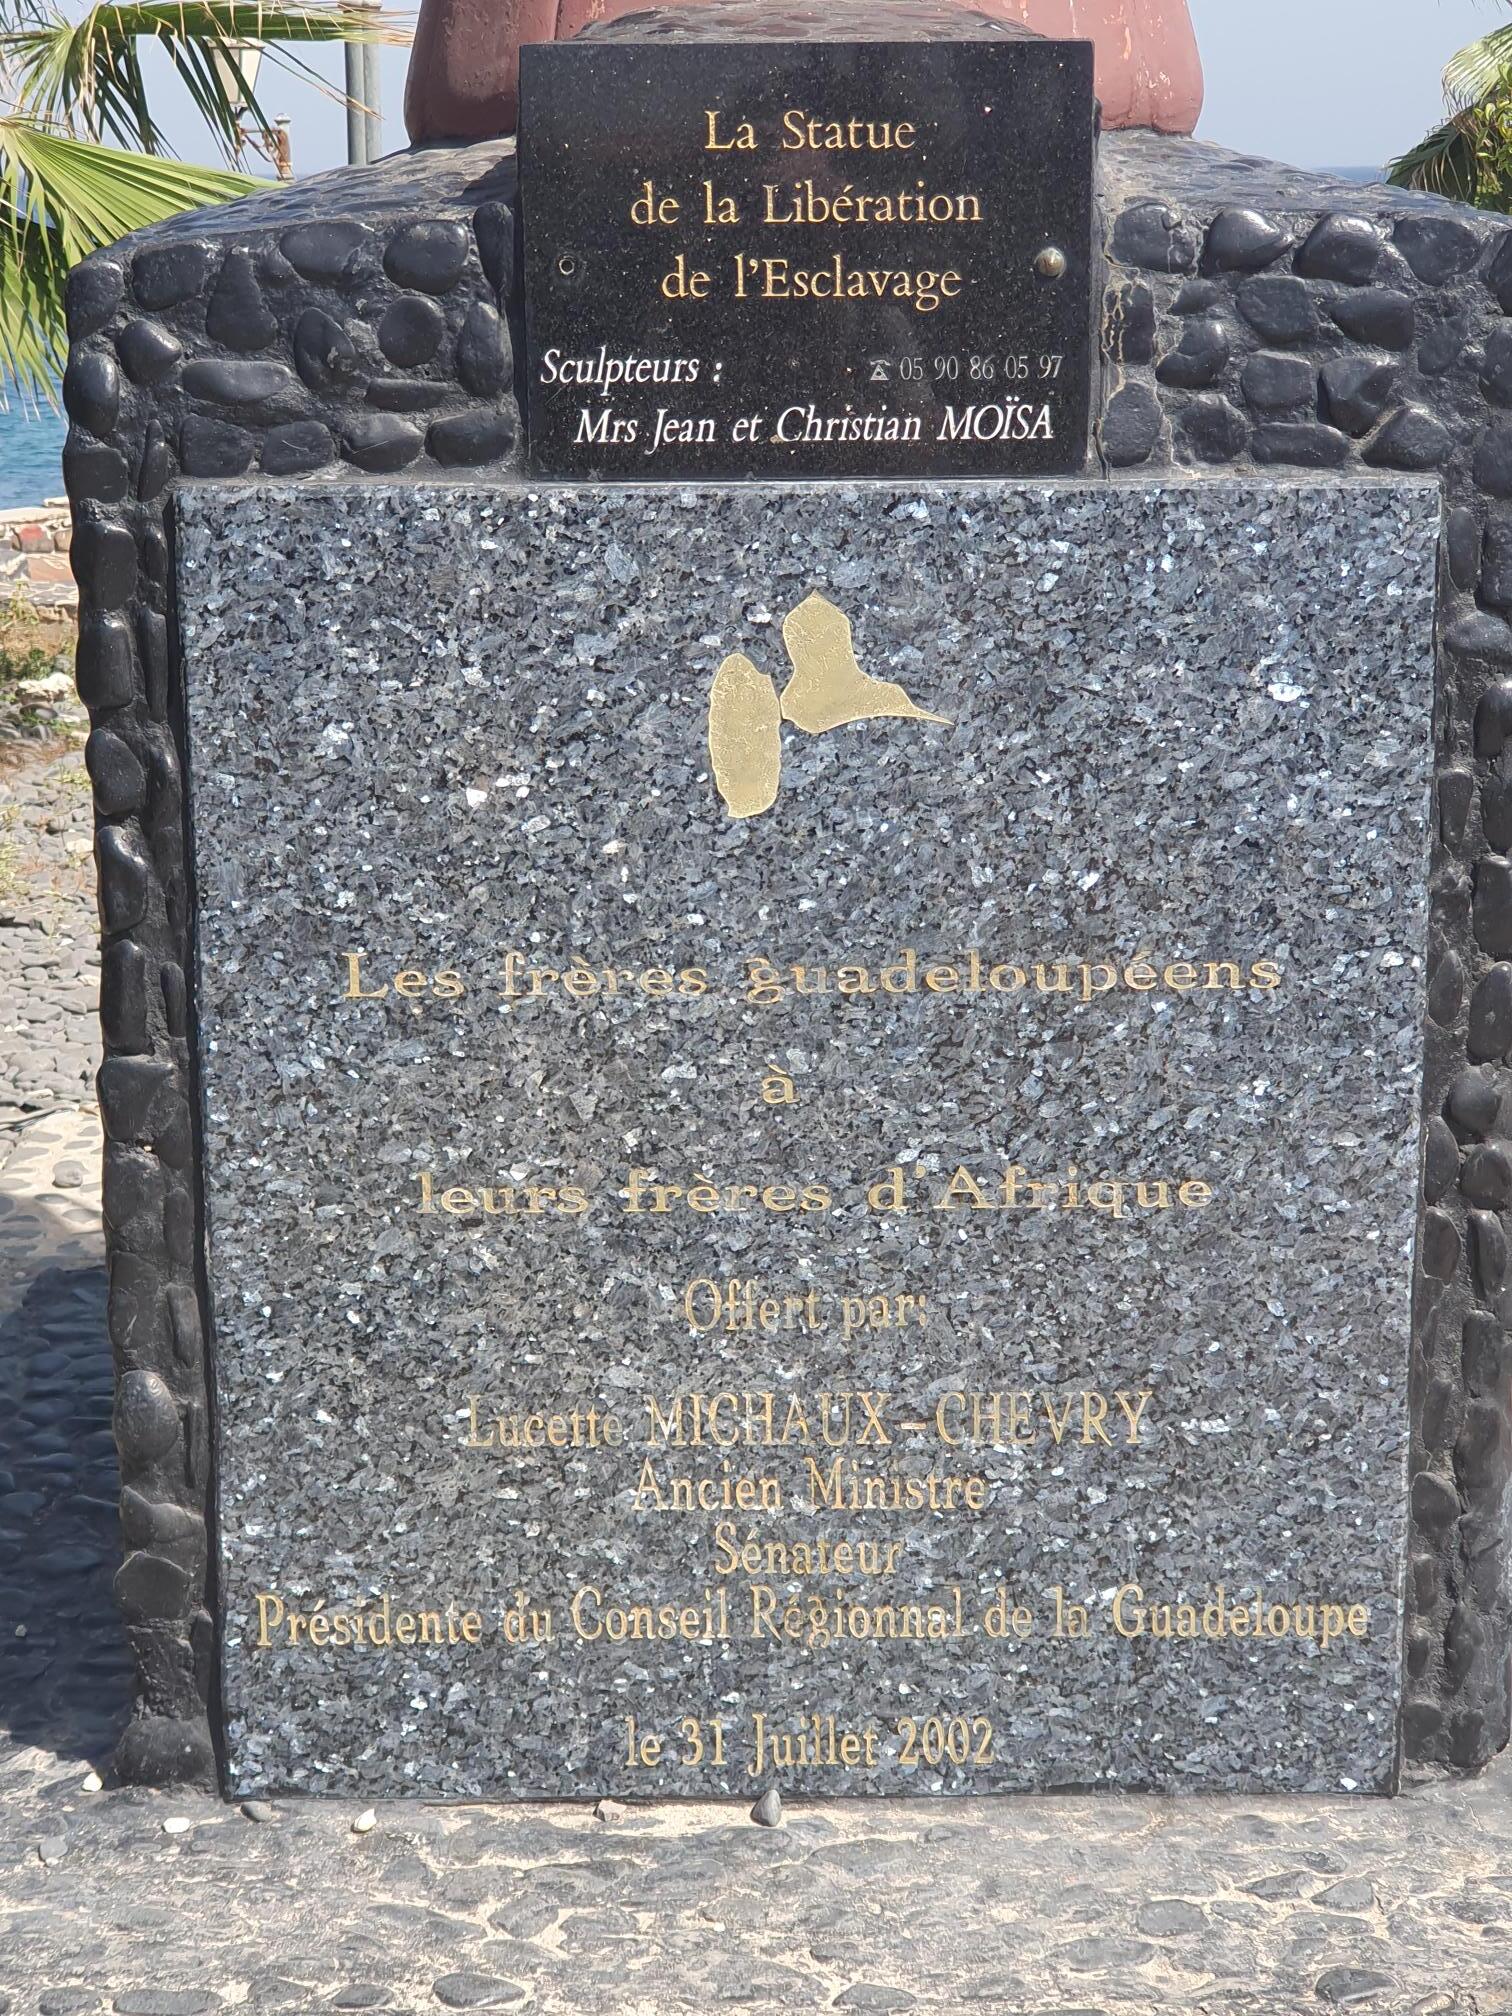 La Statue
de la Libération
de l'Esclavage
Sculpteurs : ☎ 05 90 86 05 97
Mrs Jean et Christian MOÏSA
Les frères guadeloupéens
à
leurs frères d'Afrique
Offert par:
Lucette MICHAUX-CHEVRY
Ancien Ministre
Sénateur
Présidente du Conseil Régionnal de la Guadeloupe
le 31 Juillet 2002